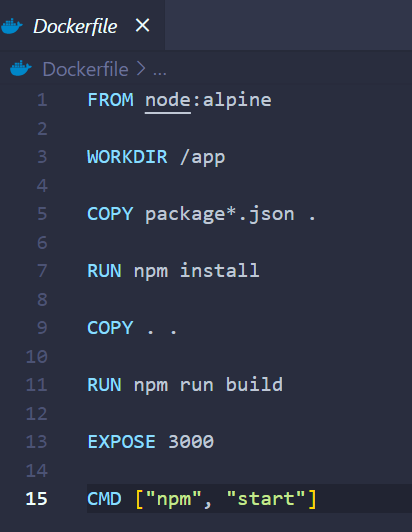 Dockerfile ×
Dockerfile > ...
1 FROM node:alpine
2
3 WORKDIR /app
4
5 COPY package*.json .
6
7 RUN npm install
8
9 COPY . .
10
11 RUN npm run build
12
13 EXPOSE 3000
14
15 CMD ["npm", "start"]